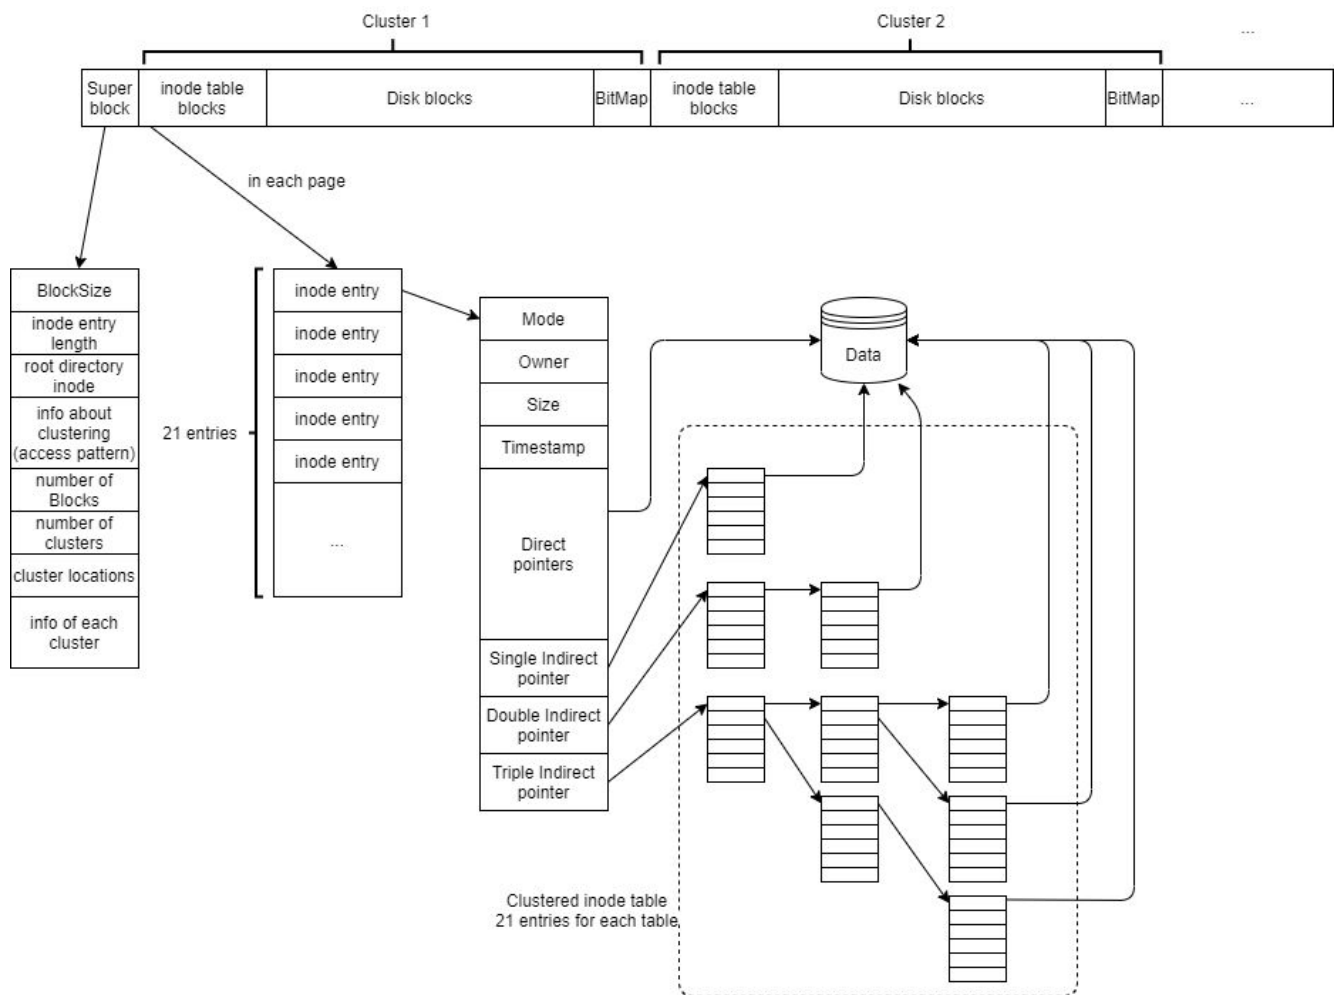 Cluster 1
Cluster 2
...
Super
block
inode table
blocks
Disk blocks
BitMap
inode table
blocks
Disk blocks
BitMap
...
in each page
BlockSize
inode entry
length
root directory
inode
info about
clustering
(access pattern)
number of
Blocks
number of
clusters
cluster locations
info of each
cluster
21 entries
inode entry
inode entry
inode entry
inode entry
inode entry
...
Mode
Owner
Size
Timestamp
Direct
pointers
Single Indirect
pointer
Double Indirect
pointer
Triple Indirect
pointer
Data
Clustered inode table
21 entries for each table